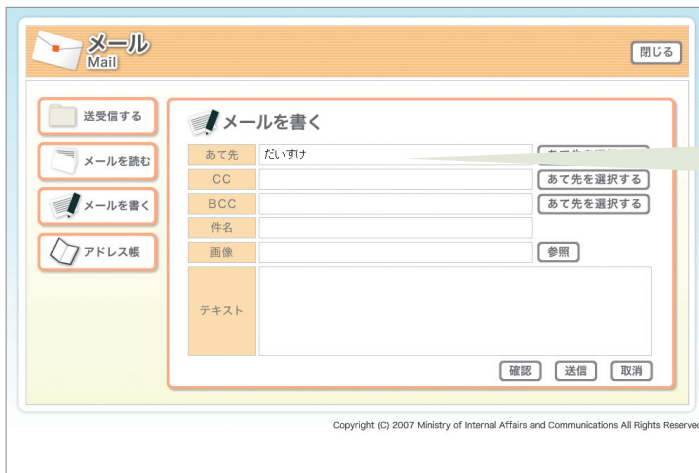 メール
Mail
閉じる
送受信する
メールを読む
メールを書く
アドレス帳
メールを書く
あて先 だいすけ
CC あて先を選択する
BCC あて先を選択する
件名
画像 参照
テキスト
確認 送信 取消
Copyright (C) 2007 Ministry of Internal Affairs and Communications All Rights Reserved